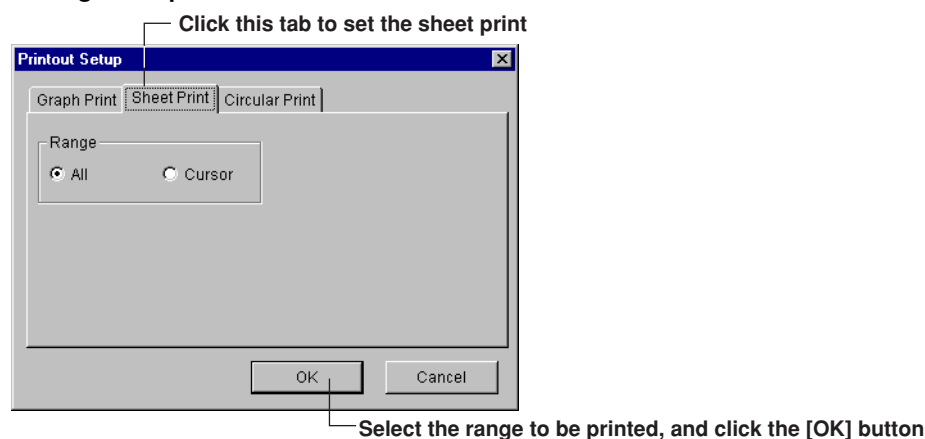 Click this tab to set the sheet print
Printout Setup
Graph Print Sheet Print Circular Print
Range
All Cursor
OK Cancel
Select the range to be printed, and click the [OK] button